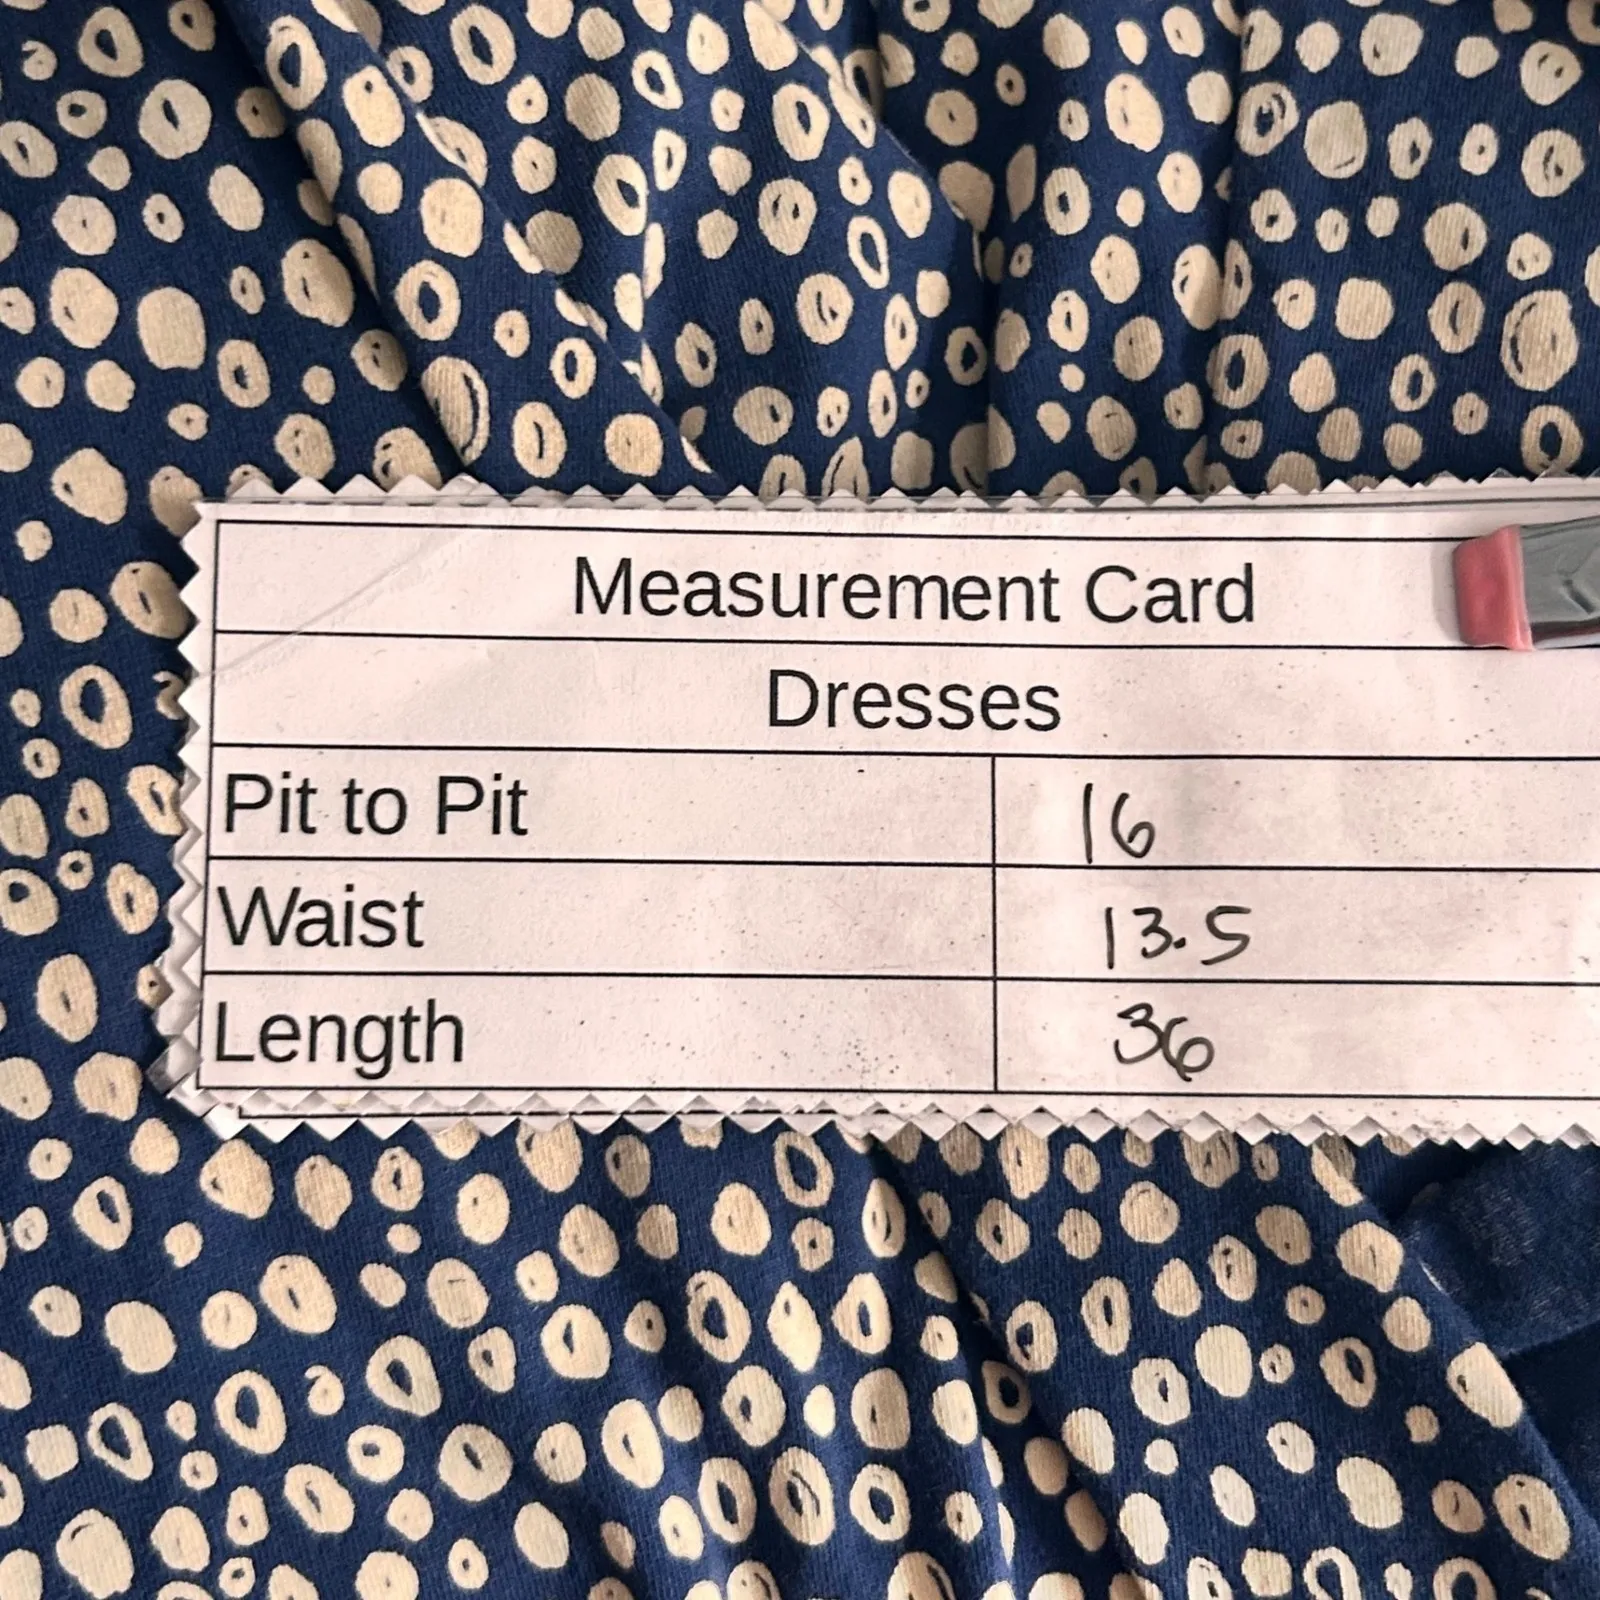 Measurement Card
Dresses
Pit to Pit 16
Waist 13.5
Length 36